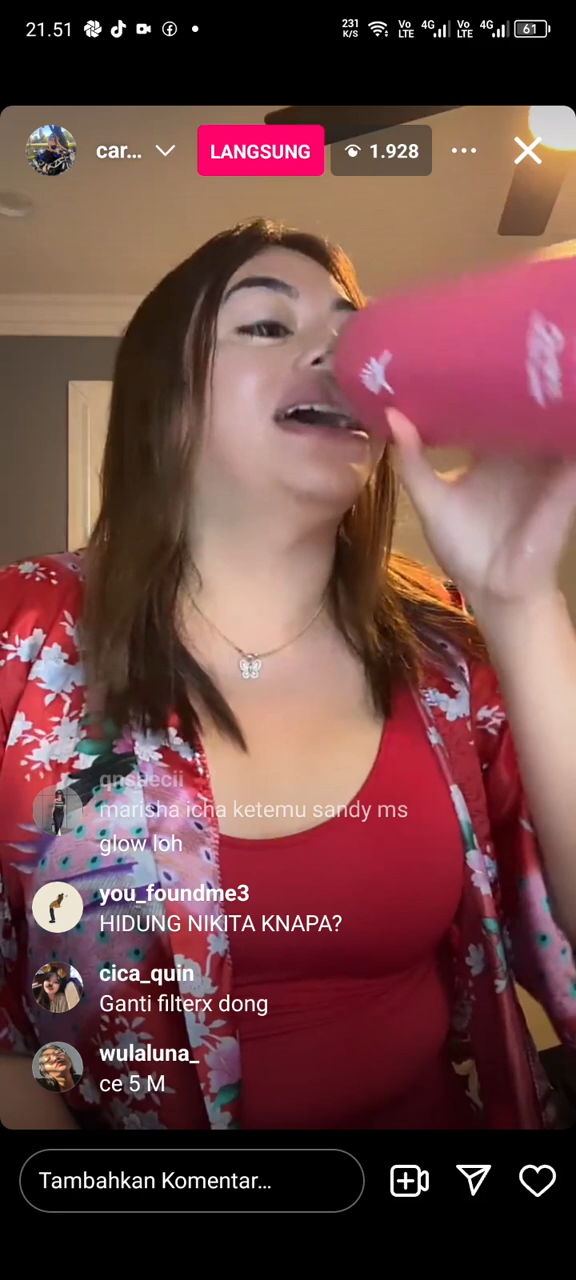 21.51
231
K/S
Vo
LTE
4G
Vo
LTE
4G
61
car...
LANGSUNG
1.928
marisha icha ketemu sandy ms
glow loh
you_foundme3
HIDUNG NIKITA KNAPA?
cica_quin
Ganti filterx dong
wulaluna_
ce 5 M
Tambahkan Komentar...